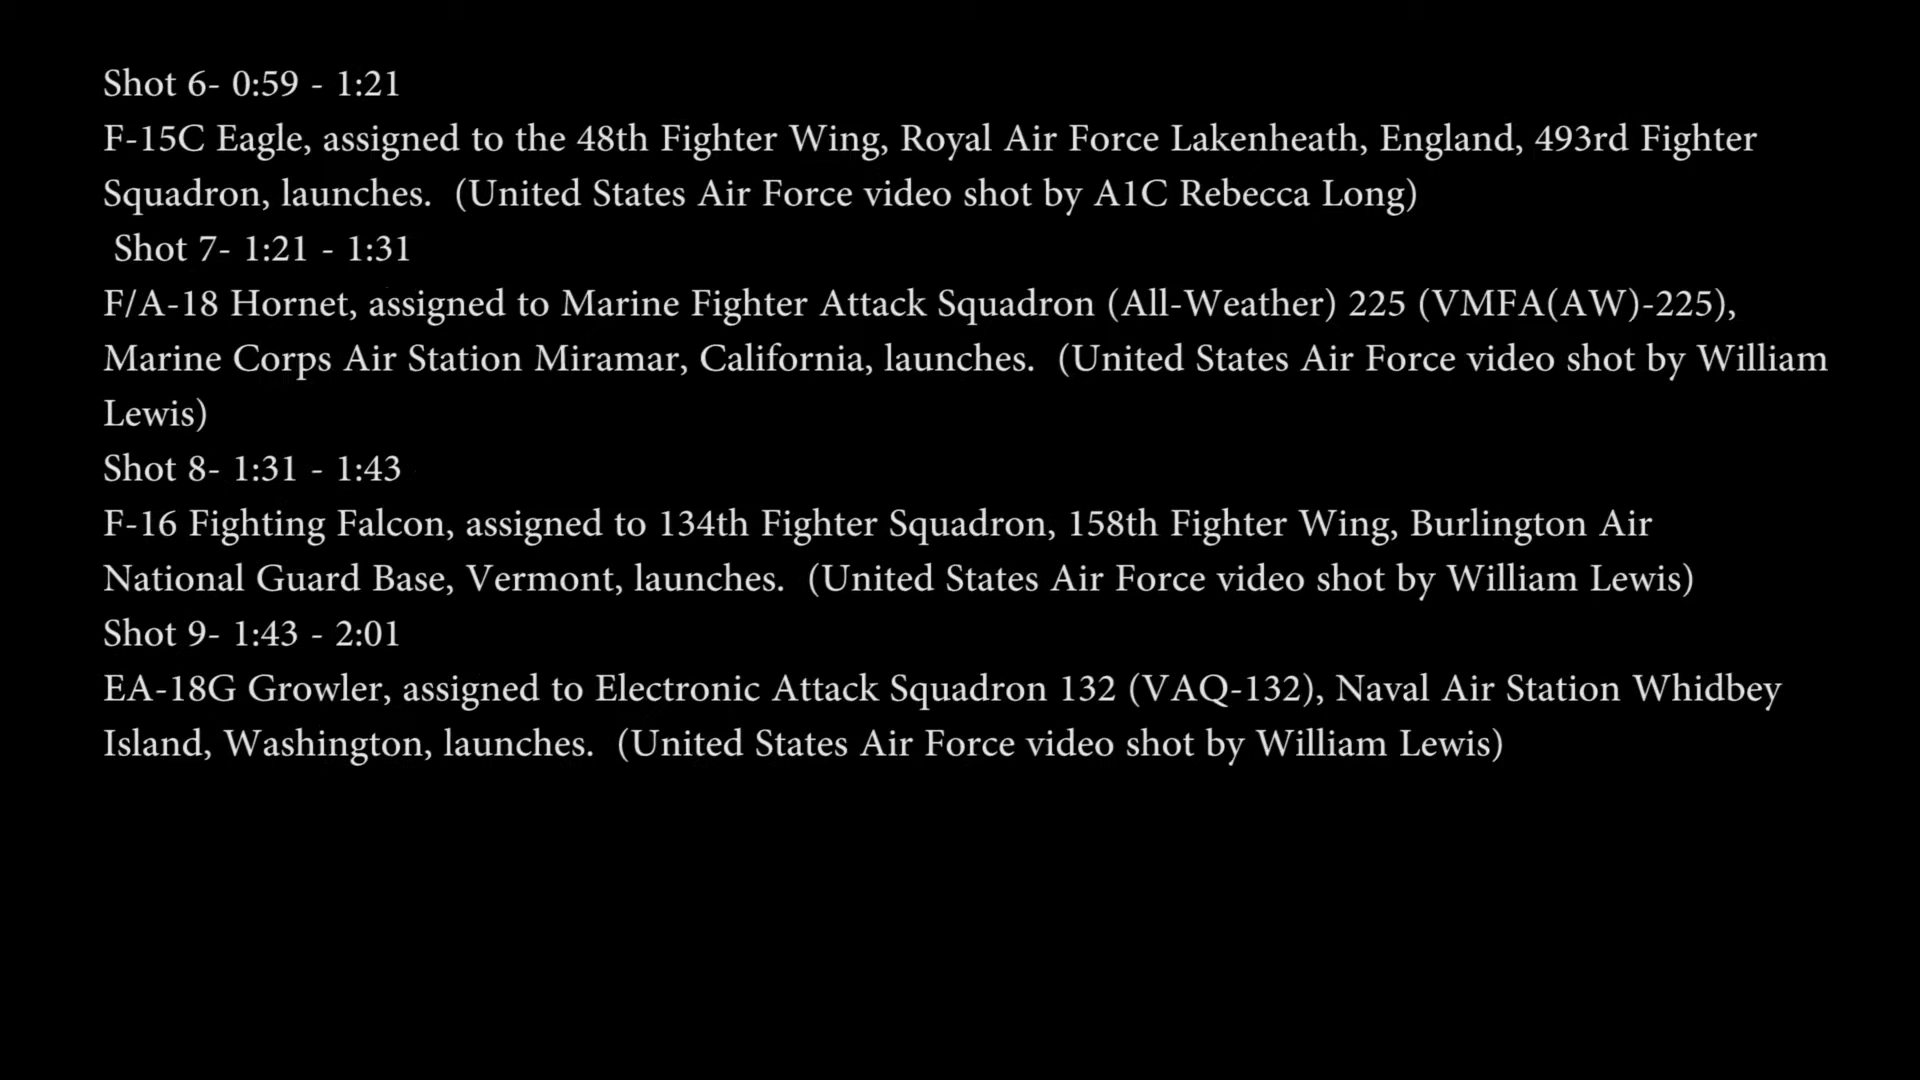 Shot 6- 0:59 - 1:21
F-15C Eagle, assigned to the 48th Fighter Wing, Royal Air Force Lakenheath, England, 493rd Fighter
Squadron, launches.  (United States Air Force video shot by A1C Rebecca Long)
Shot 7- 1:21 - 1:31
F/A-18 Hornet, assigned to Marine Fighter Attack Squadron (All-Weather) 225 (VMFA(AW)-225),
Marine Corps Air Station Miramar, California, launches.  (United States Air Force video shot by William
Lewis)
Shot 8- 1:31 - 1:43
F-16 Fighting Falcon, assigned to 134th Fighter Squadron, 158th Fighter Wing, Burlington Air
National Guard Base, Vermont, launches.  (United States Air Force video shot by William Lewis)
Shot 9- 1:43 - 2:01
EA-18G Growler, assigned to Electronic Attack Squadron 132 (VAQ-132), Naval Air Station Whidbey
Island, Washington, launches.  (United States Air Force video shot by William Lewis)